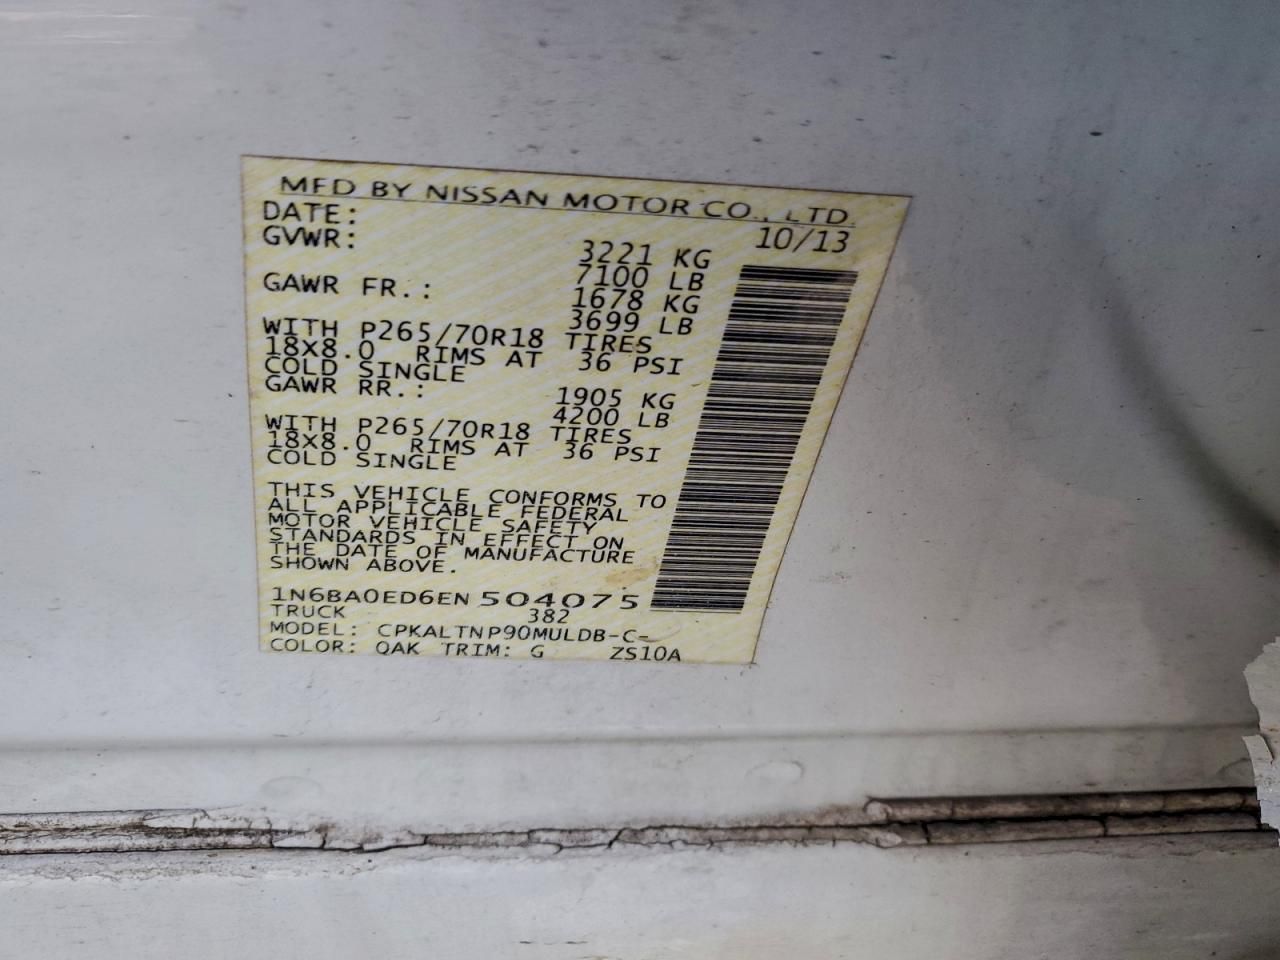 MFD BY NISSAN MOTOR CO., LTD.
DATE: 10/13
GVWR: 3221 KG
7100 LB
GAWR FR.: 1678 KG
3699 LB
WITH P265/70R18 TIRES
18X8.0 RIMS AT 36 PSI
COLD SINGLE
GAWR RR.: 1905 KG
4200 LB
WITH P265/70R18 TIRES
18X8.0 RIMS AT 36 PSI
COLD SINGLE
THIS VEHICLE CONFORMS TO
ALL APPLICABLE FEDERAL
MOTOR VEHICLE SAFETY
STANDARDS IN EFFECT ON
THE DATE OF MANUFACTURE
SHOWN ABOVE.
1N6BA0ED6EN504075
TRUCK 382
MODEL: CPKALTNP90MULDB-C-
COLOR: QAK TRIM: G ZS10A